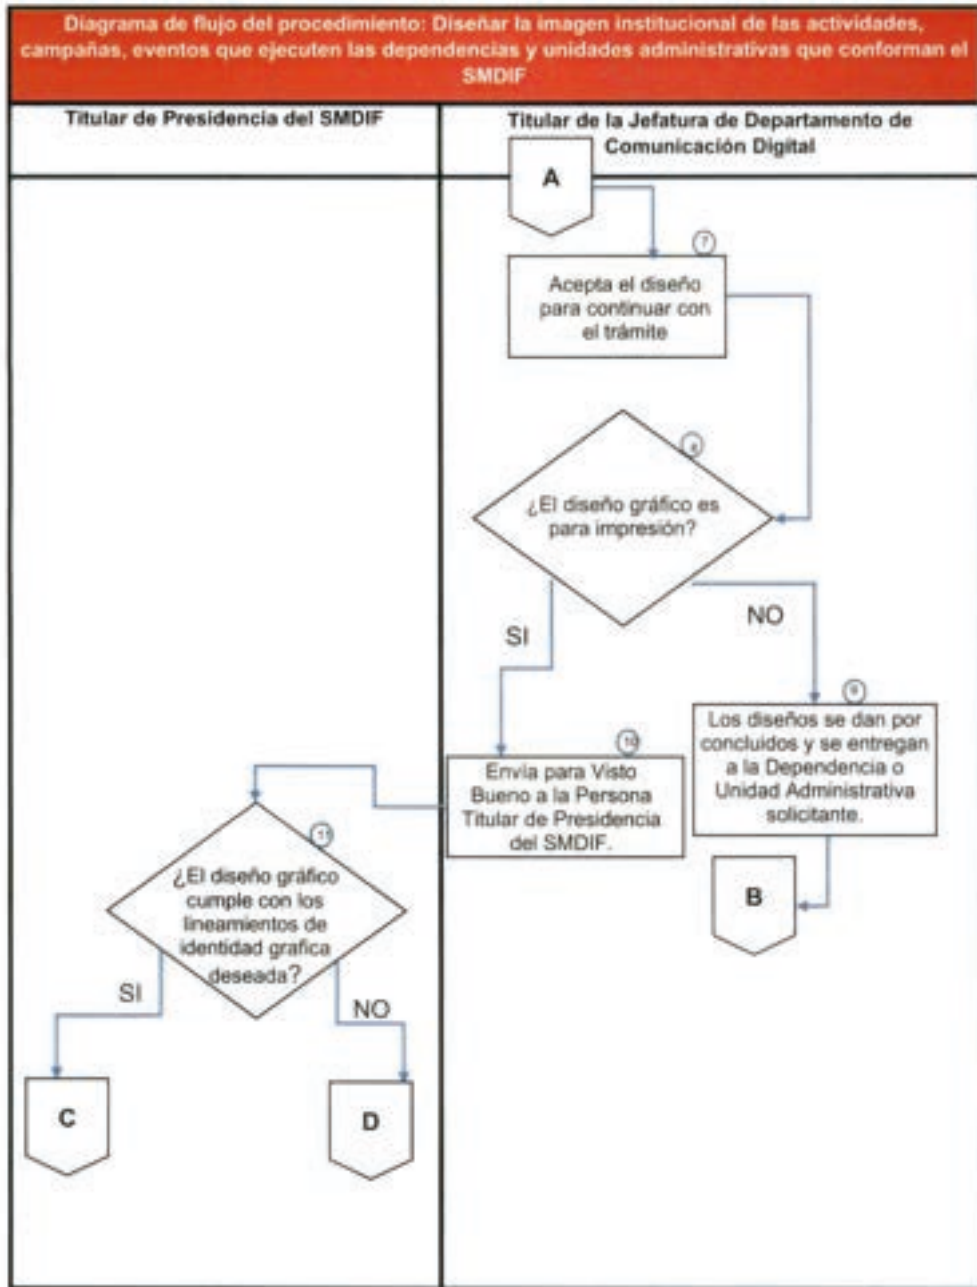 Diagrama de flujo del procedimiento: Diseñar la imagen institucional de las actividades,
campañas, eventos que ejecuten las dependencias y unidades administrativas que conforman el
SMDIF
Titular de Presidencia del SMDIF
Titular de la Jefatura de Departamento de
Comunicación Digital
A
7
Acepta el diseño
para continuar con
el trámite
8
¿El diseño gráfico es
para impresión?
SI
NO
9
Los diseños se dan por
concluidos y se entregan
a la Dependencia o
Unidad Administrativa
solicitante.
10
Envía para Visto
Bueno a la Persona
Titular de Presidencia
del SMDIF.
B
11
¿El diseño gráfico
cumple con los
lineamientos de
identidad grafica
deseada?
SI
NO
C
D